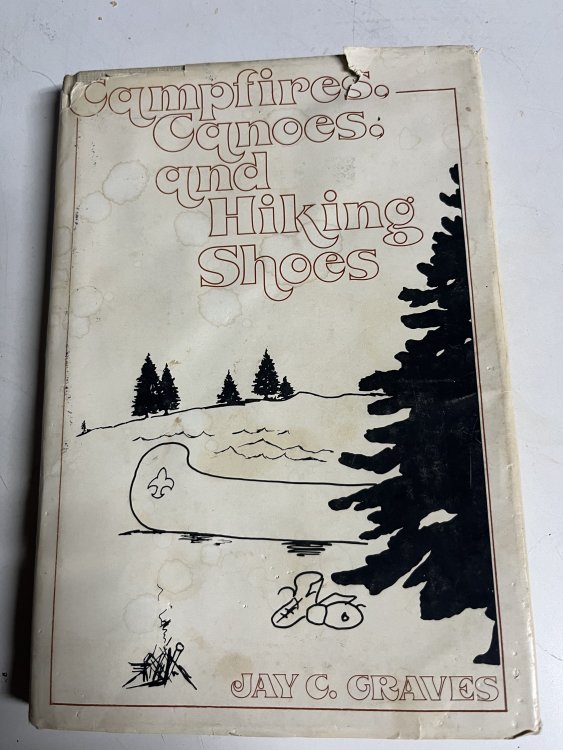 Campfires.
Canoes.
and
Hiking
Shoes
JAY C. GRAVES